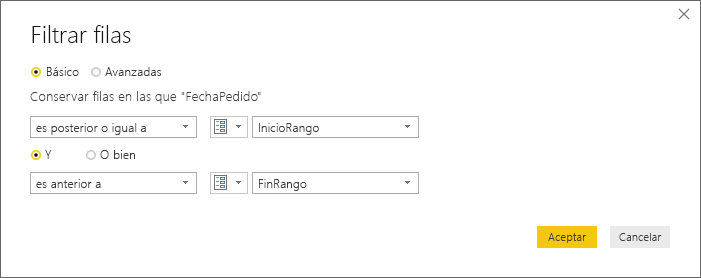 Filtrar filas
Básico Avanzadas
Conservar filas en las que "FechaPedido"
es posterior o igual a InicioRango
Y O bien
es anterior a FinRango
Aceptar Cancelar